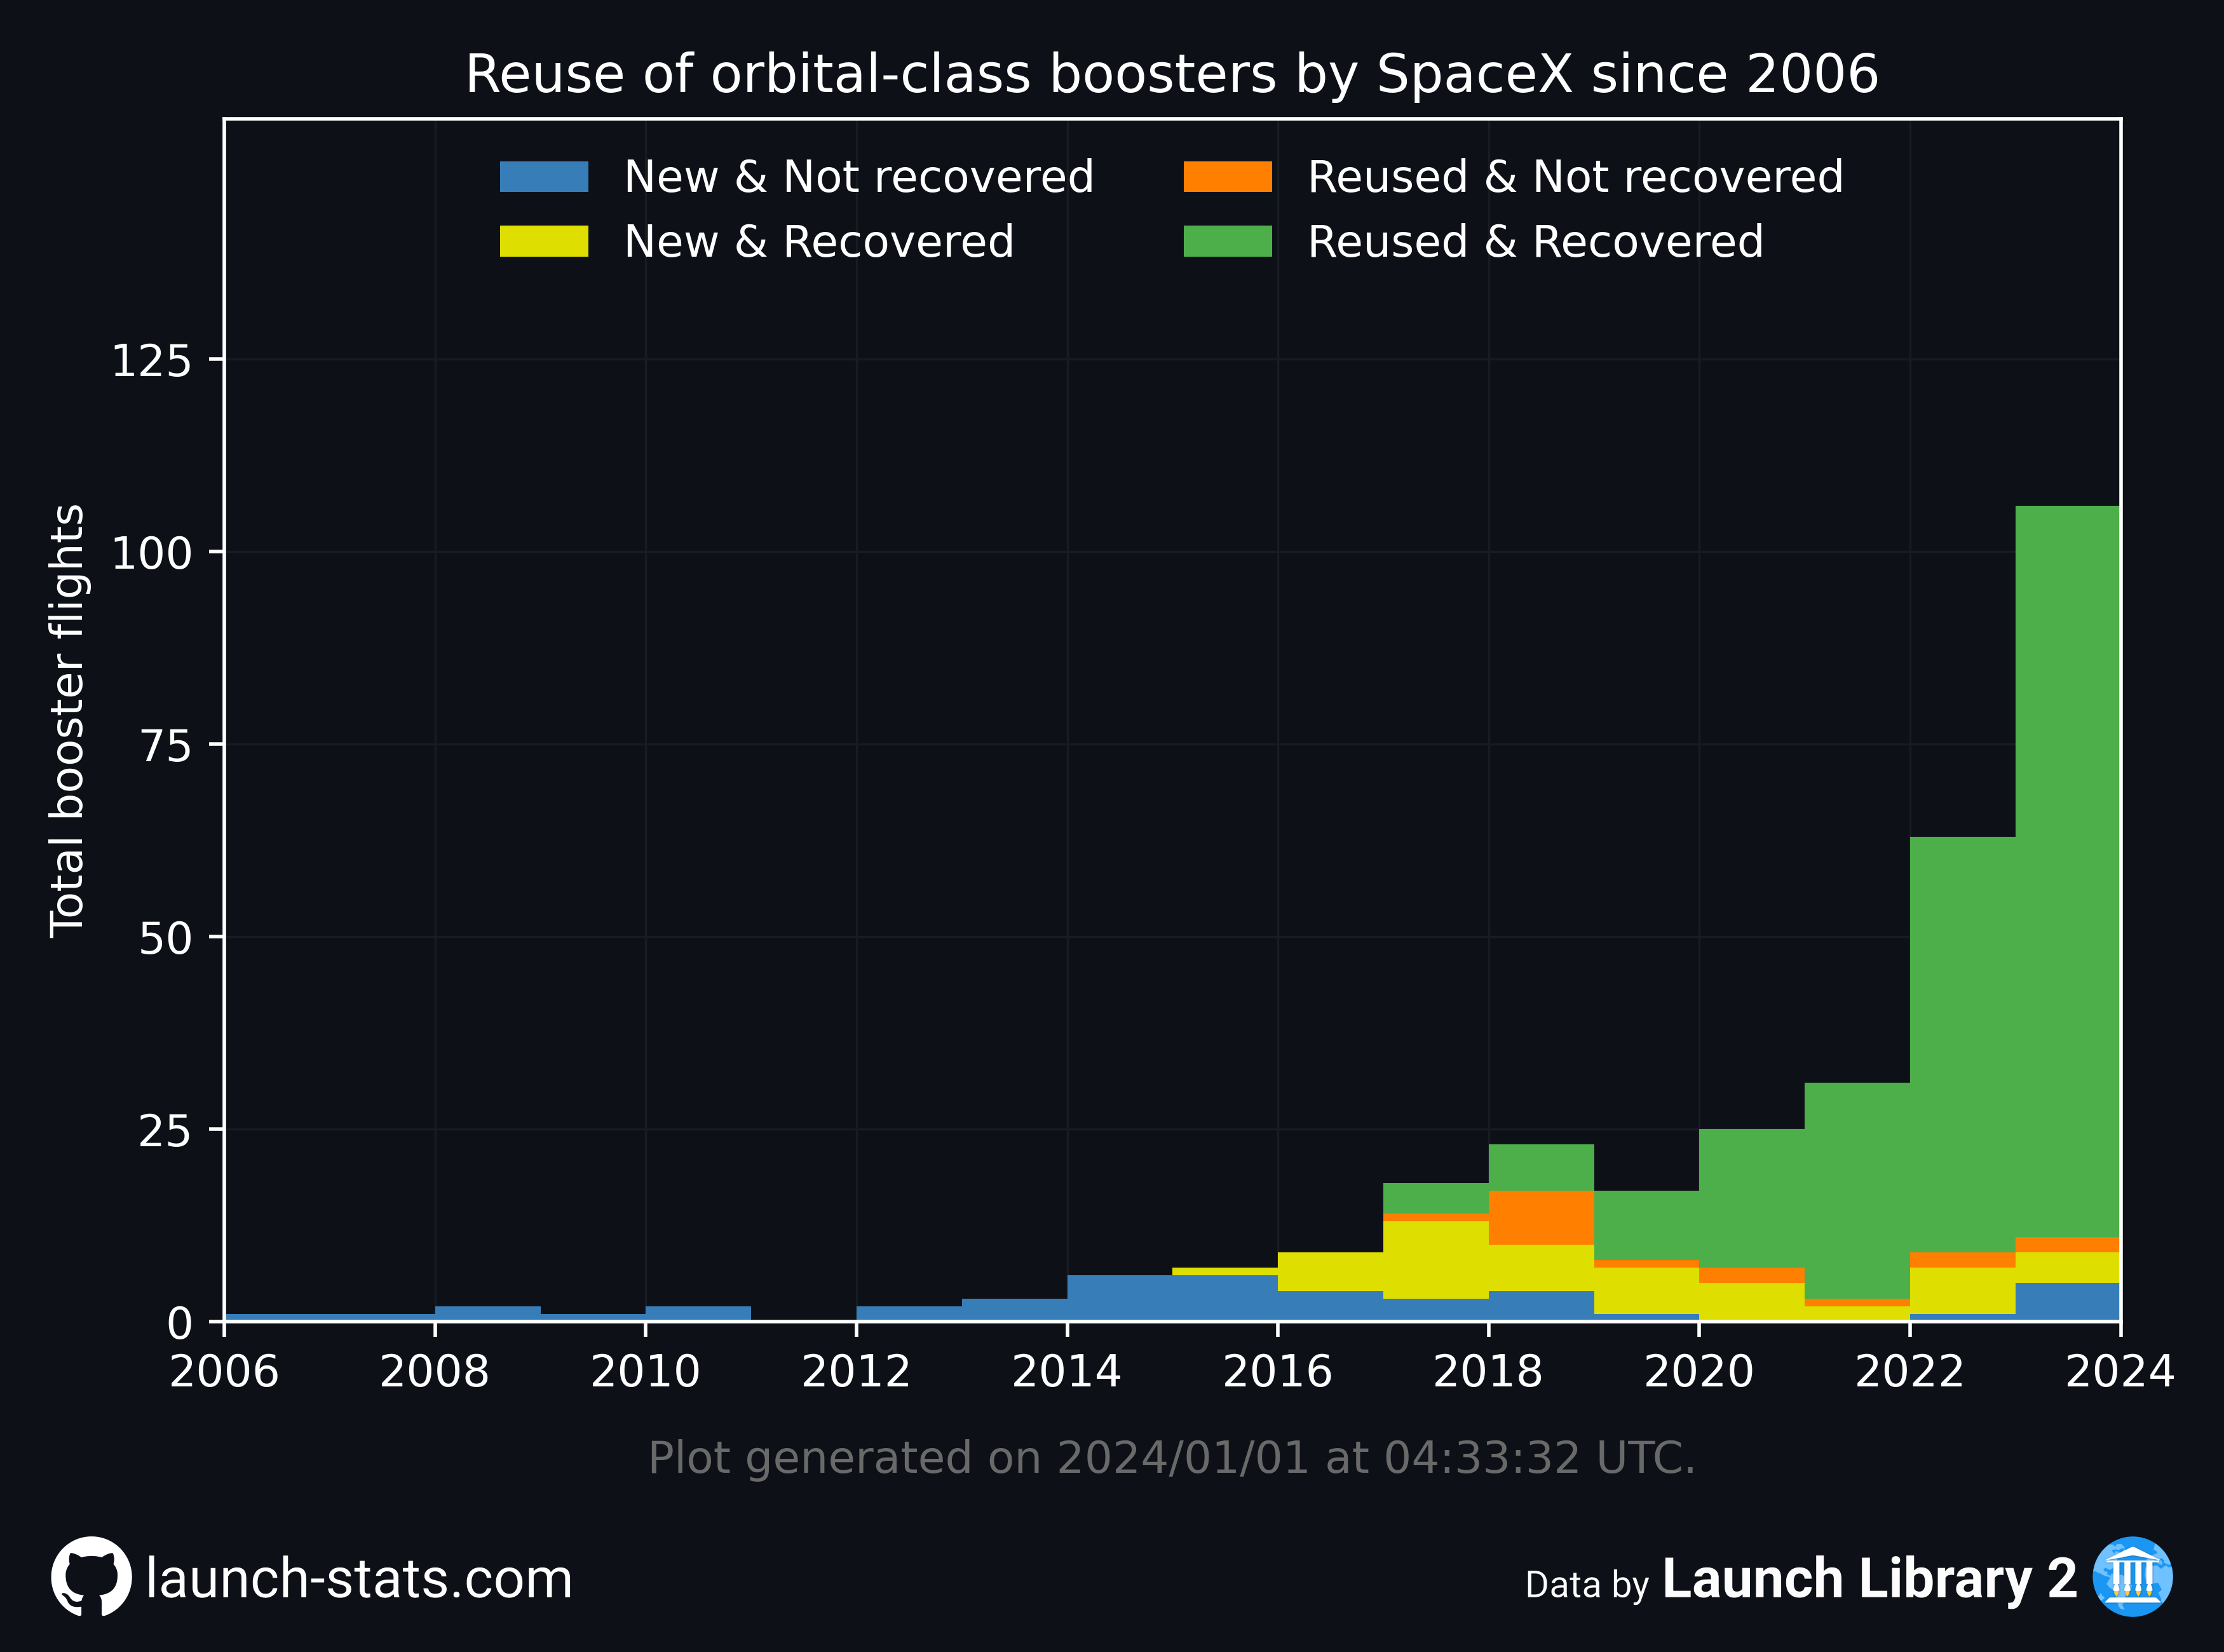 Reuse of orbital-class boosters by SpaceX since 2006
New & Not recovered
New & Recovered
Reused & Not recovered
Reused & Recovered
Total booster flights
125
100
75
50
25
0
2006 2008 2010 2012 2014 2016 2018 2020 2022 2024
Plot generated on 2024/01/01 at 04:33:32 UTC.
launch-stats.com
Data by Launch Library 2